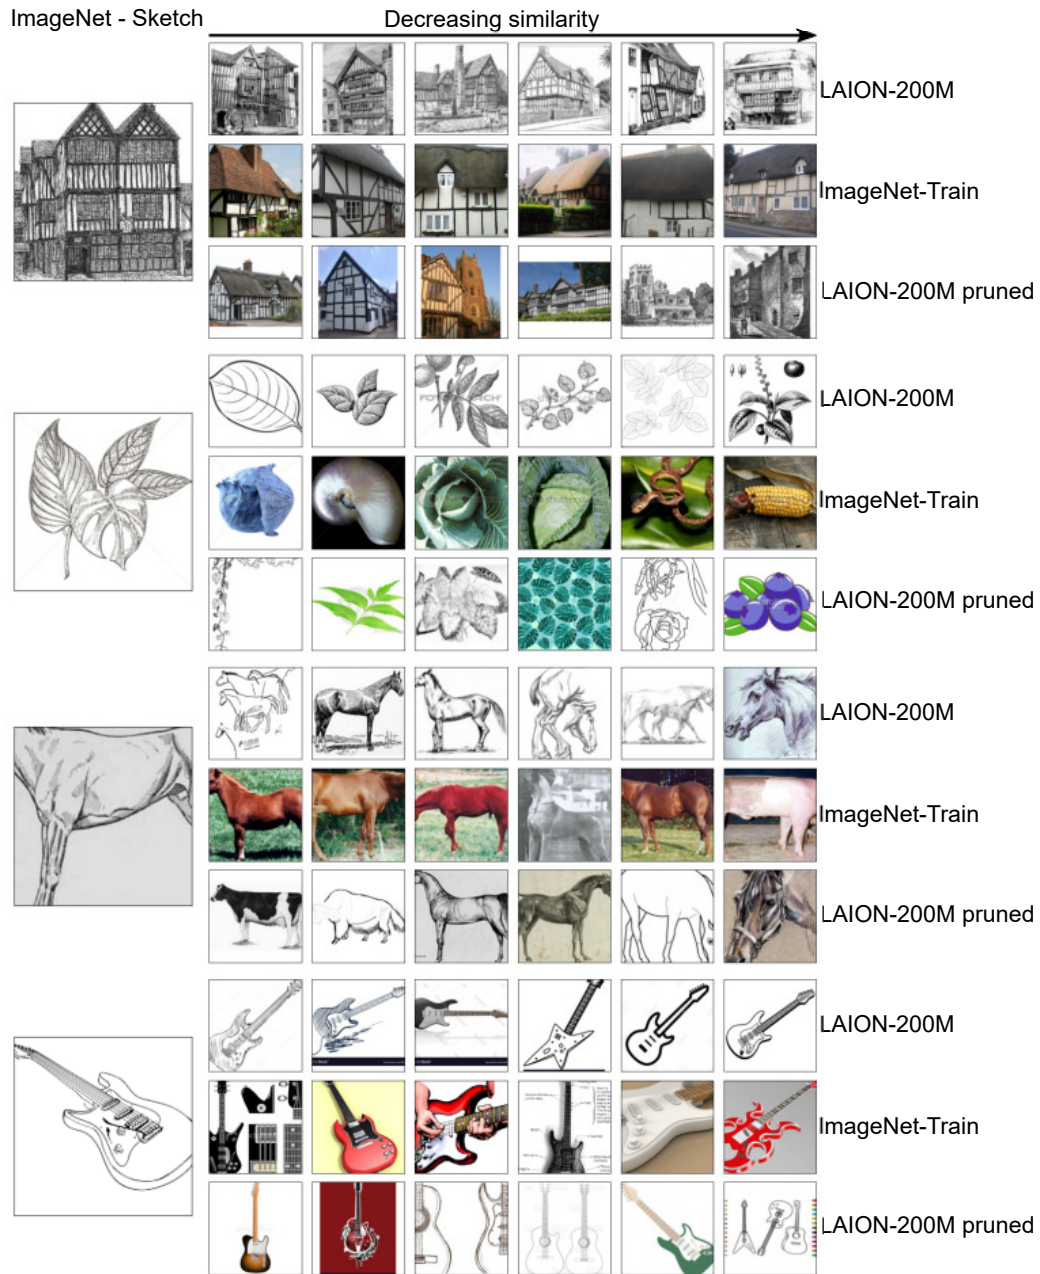 ImageNet - Sketch
Decreasing similarity
LAION-200M
ImageNet-Train
LAION-200M pruned
LAION-200M
ImageNet-Train
LAION-200M pruned
LAION-200M
ImageNet-Train
LAION-200M pruned
LAION-200M
ImageNet-Train
LAION-200M pruned